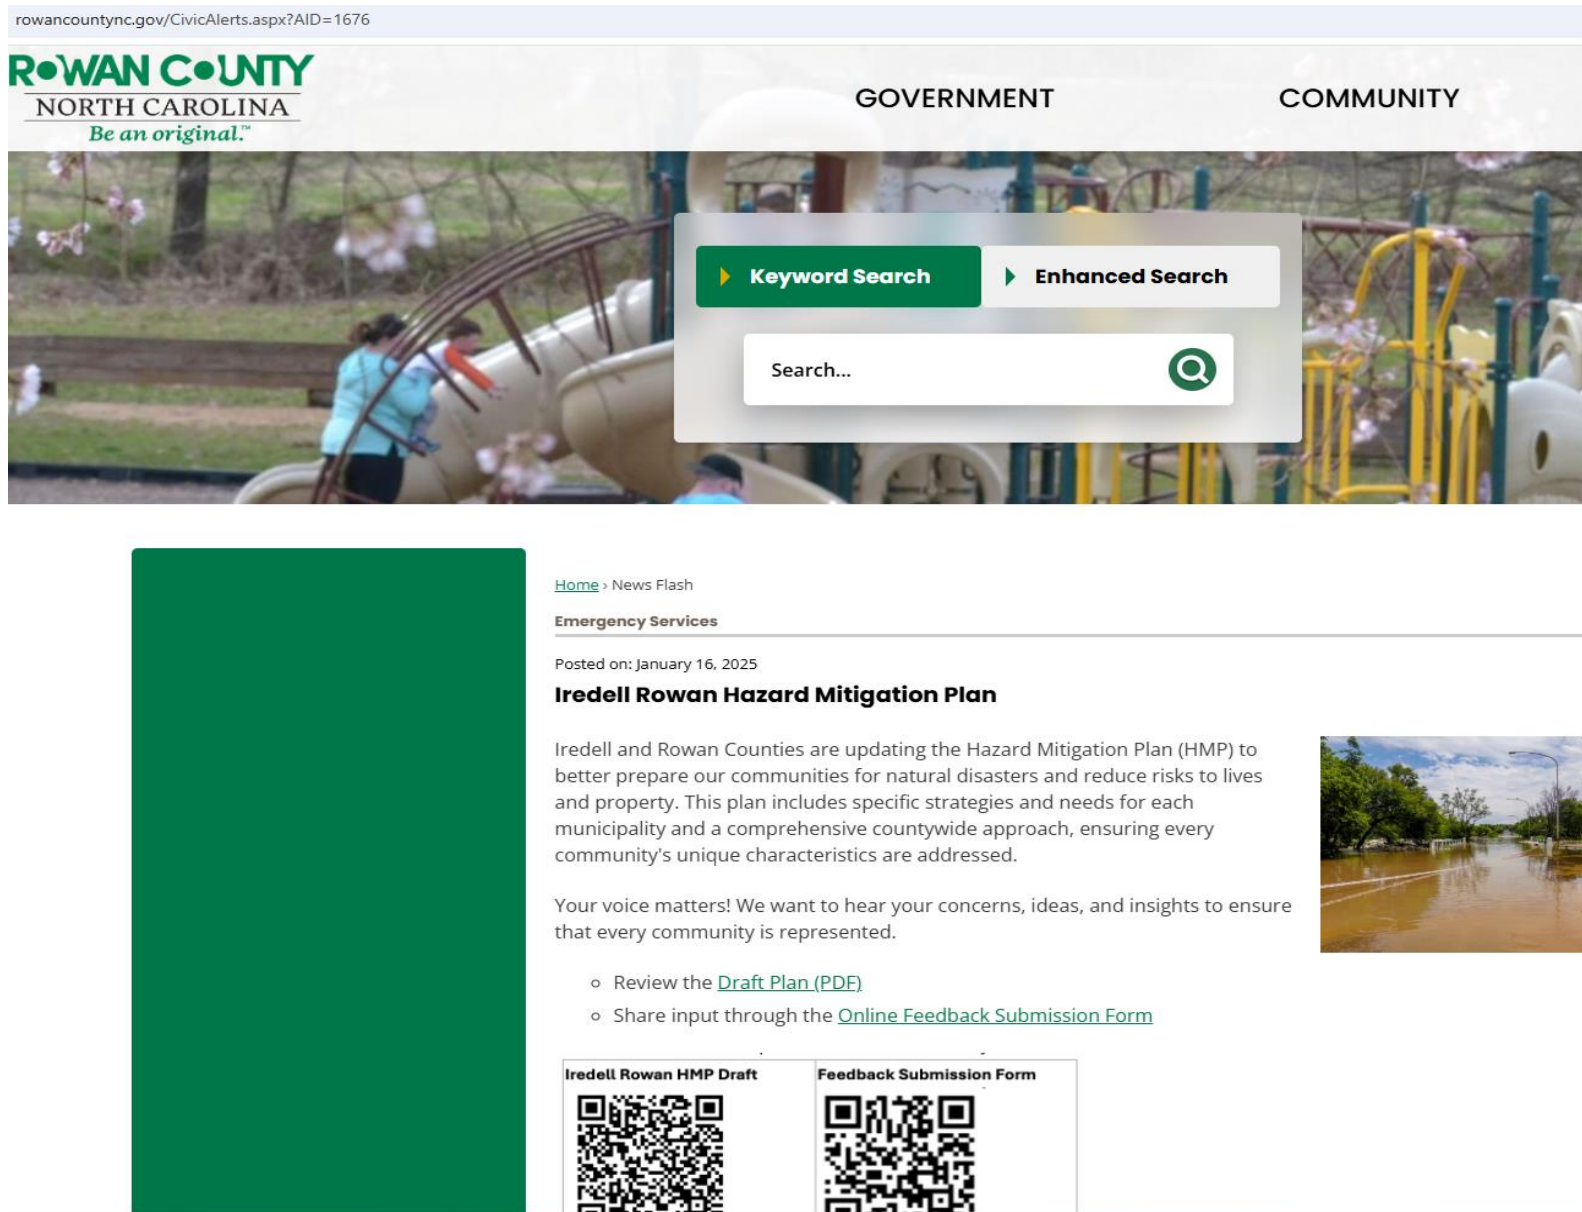 rowancountync.gov/CivicAlerts.aspx?AID=1676
ROWAN COUNTY
NORTH CAROLINA
Be an original.™
GOVERNMENT
COMMUNITY
Keyword Search
Enhanced Search
Search...
Home › News Flash
Emergency Services
Posted on: January 16, 2025
Iredell Rowan Hazard Mitigation Plan
Iredell and Rowan Counties are updating the Hazard Mitigation Plan (HMP) to
better prepare our communities for natural disasters and reduce risks to lives
and property. This plan includes specific strategies and needs for each
municipality and a comprehensive countywide approach, ensuring every
community's unique characteristics are addressed.
Your voice matters! We want to hear your concerns, ideas, and insights to ensure
that every community is represented.
Review the Draft Plan (PDF)
Share input through the Online Feedback Submission Form
Iredell Rowan HMP Draft
Feedback Submission Form